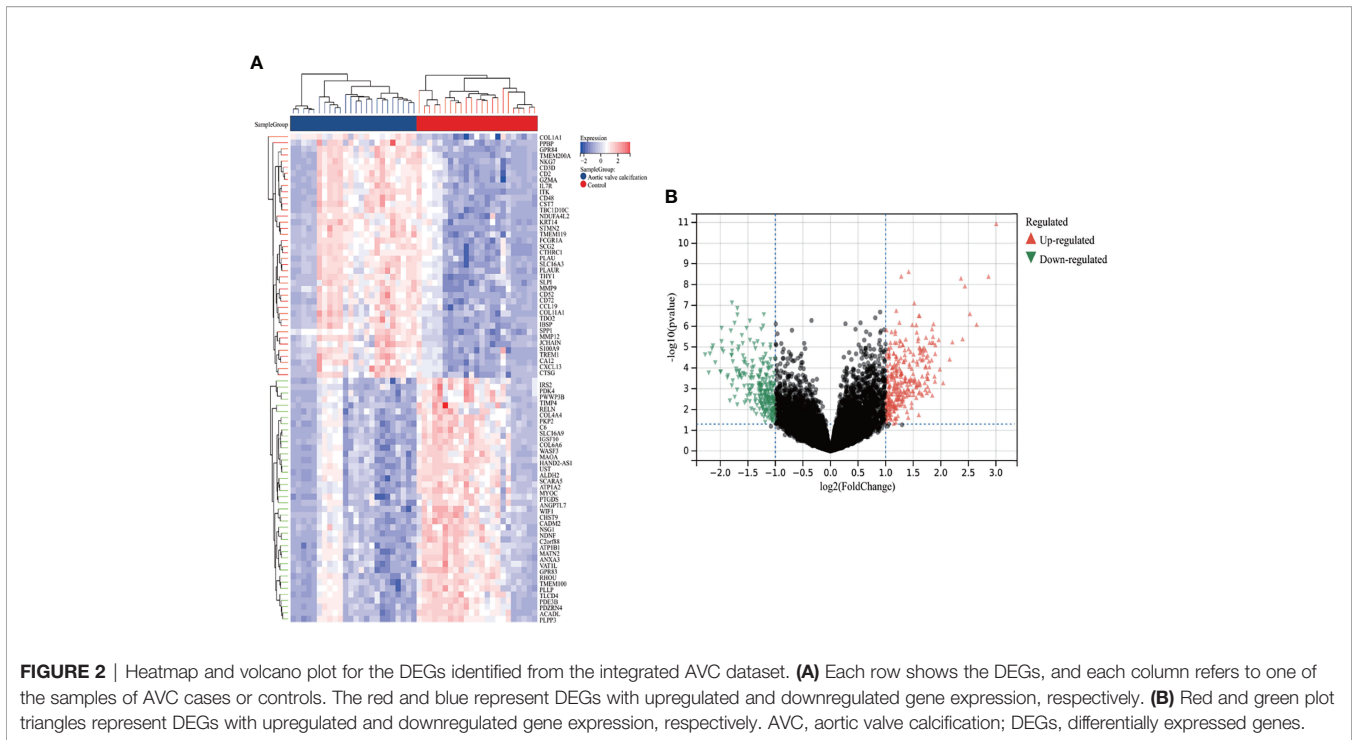 A
SampleGroup
COL1A1
PPBP
GPR84
TMEM200A
NKG7
CD3D
CD2
GZMA
IL7R
ITK
CD48
CST7
TBC1D10C
NDUFA4L2
KRT14
STMN2
TMEM119
FCGR1A
SCG2
CTHRC1
PLAU
SLC16A3
PLAUR
THY1
SLPI
MMP9
CD52
CD72
CCL19
COL11A1
TDO2
IBSP
SPP1
MMP12
JCHAIN
S100A9
TREM1
CA12
CXCL13
CTSG
IRS2
PDK4
PWWP3B
TIMP4
RELN
COL4A4
PKP2
C6
SLC16A9
IGSF10
COL6A6
WASF3
MAOA
HAND2-AS1
UST
ALDH2
SCARA5
ATP1A2
MYOC
PTGDS
ANGPTL7
WIF1
CHST9
CADM2
NSG1
NDNF
C2orf88
ATP1B1
MATN2
ANXA3
VAT1L
GPR83
RHOU
TMEM100
PLLP
TLCD4
PDE3B
PDZRN4
ACADL
PLPP3
Expression
−2 0 2
SampleGroup:
Aortic valve calcifcation
Control
B
11
10
9
8
7
6
5
4
3
2
1
0
-log10(pvalue)
−2.0 −1.5 −1.0 −0.5 0.0 0.5 1.0 1.5 2.0 2.5 3.0
log2(FoldChange)
Regulated
Up-regulated
Down-regulated
FIGURE 2 | Heatmap and volcano plot for the DEGs identified from the integrated AVC dataset. (A) Each row shows the DEGs, and each column refers to one of
the samples of AVC cases or controls. The red and blue represent DEGs with upregulated and downregulated gene expression, respectively. (B) Red and green plot
triangles represent DEGs with upregulated and downregulated gene expression, respectively. AVC, aortic valve calcification; DEGs, differentially expressed genes.